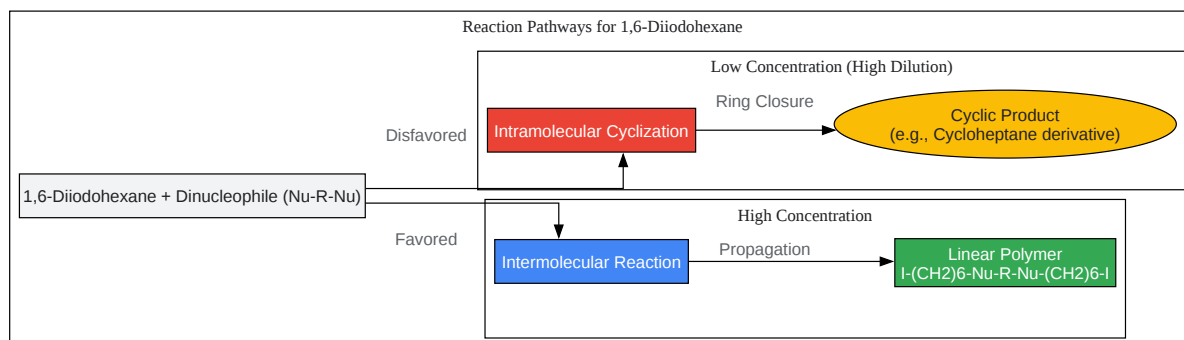 Reaction Pathways for 1,6-Diiodohexane
Low Concentration (High Dilution)
Ring Closure
Disfavored
Intramolecular Cyclization
Cyclic Product
(e.g., Cycloheptane derivative)
1,6-Diiodohexane + Dinucleophile (Nu-R-Nu)
High Concentration
Favored
Intermolecular Reaction
Propagation
Linear Polymer
I-(CH2)6-Nu-R-Nu-(CH2)6-I